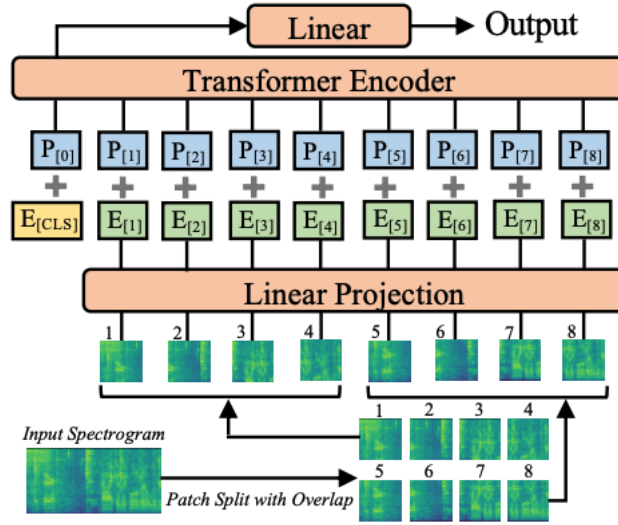 Linear
Output
Transformer Encoder
P[0] P[1] P[2] P[3] P[4] P[5] P[6] P[7] P[8]
+ + + + + + + + +
E[CLS] E[1] E[2] E[3] E[4] E[5] E[6] E[7] E[8]
Linear Projection
1 2 3 4 5 6 7 8
1 2 3 4
Input Spectrogram
5 6 7 8
Patch Split with Overlap